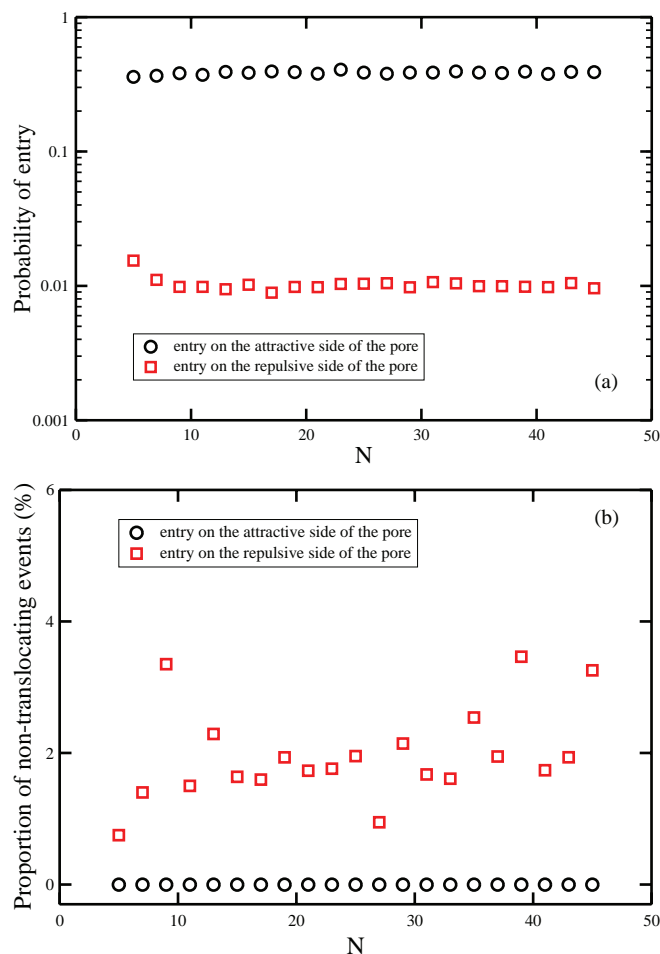 1
0.1
0.01
0.001
Probability of entry
entry on the attractive side of the pore
entry on the repulsive side of the pore
(a)
0 10 20 30 40 50
N
6
4
2
0
Proportion of non-translocating events (%)
entry on the attractive side of the pore
entry on the repulsive side of the pore
(b)
0 10 20 30 40 50
N